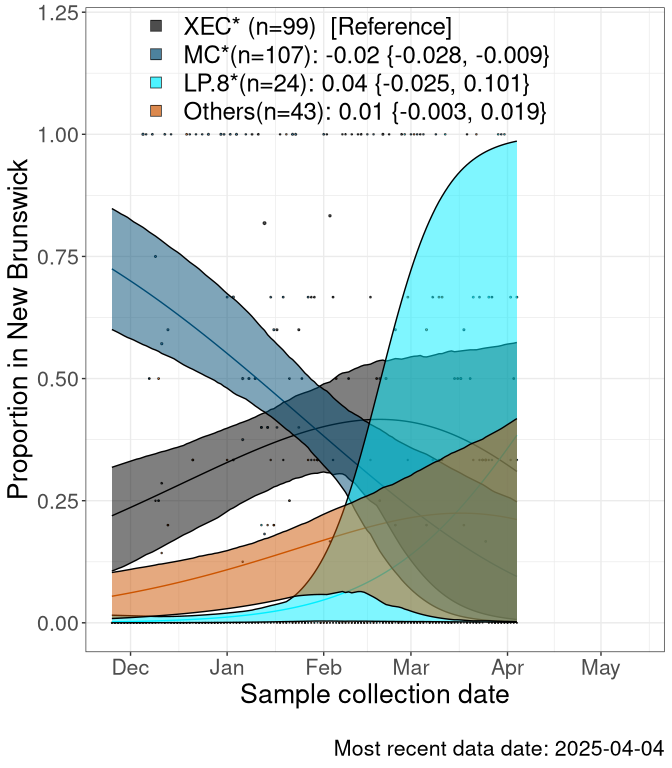 XEC* (n=99)  [Reference]
MC*(n=107): -0.02 {-0.028, -0.009}
LP.8*(n=24): 0.04 {-0.025, 0.101}
Others(n=43): 0.01 {-0.003, 0.019}
1.25
1.00
0.75
0.50
0.25
0.00
Proportion in New Brunswick
Dec Jan Feb Mar Apr May
Sample collection date
Most recent data date: 2025-04-04